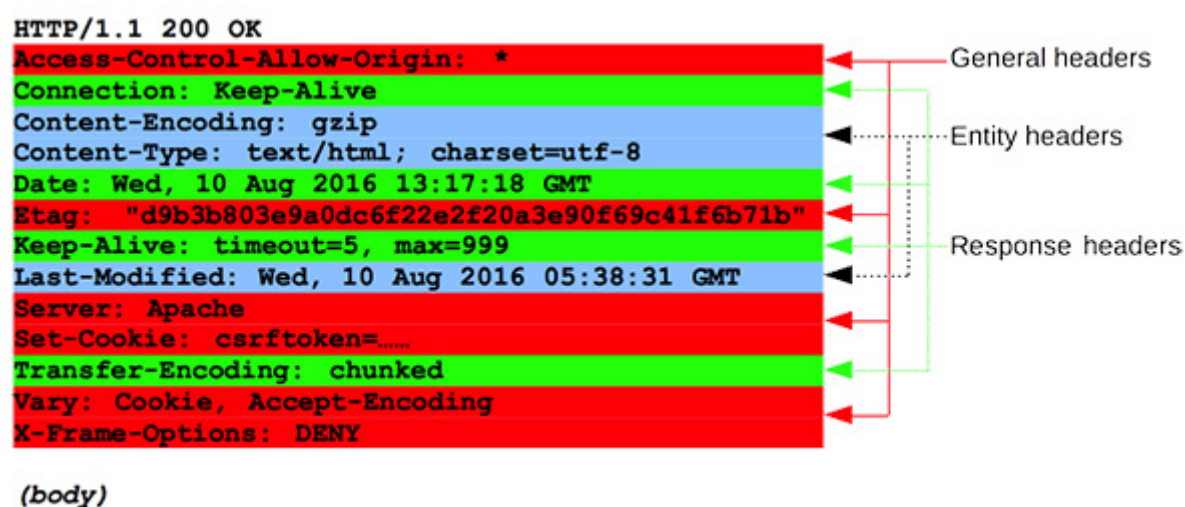 HTTP/1.1 200 OK
Access-Control-Allow-Origin: *
General headers
Connection: Keep-Alive
Content-Encoding: gzip
Entity headers
Content-Type: text/html; charset=utf-8
Date: Wed, 10 Aug 2016 13:17:18 GMT
Etag: "d9b3b803e9a0dc6f22e2f20a3e90f69c41f6b71b"
Keep-Alive: timeout=5, max=999
Response headers
Last-Modified: Wed, 10 Aug 2016 05:38:31 GMT
Server: Apache
Set-Cookie: csrftoken=……
Transfer-Encoding: chunked
Vary: Cookie, Accept-Encoding
X-Frame-Options: DENY
(body)